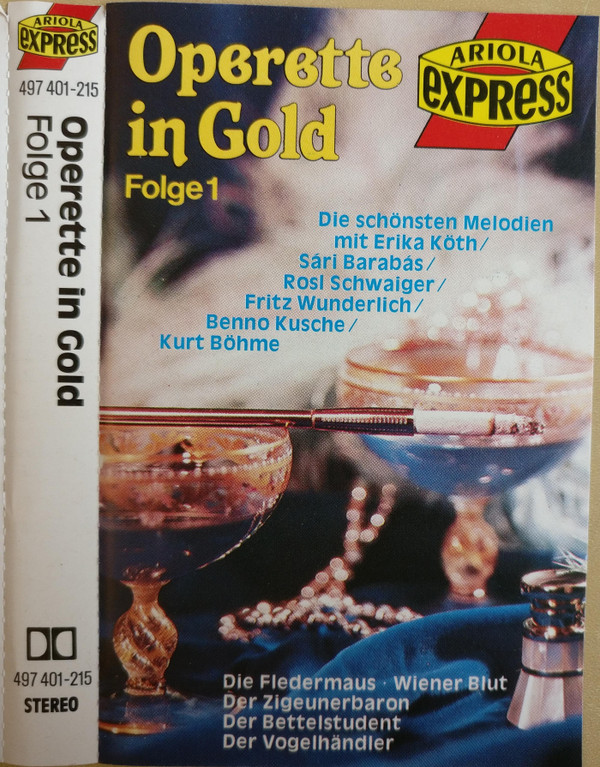 ARIOLA
express
497 401-215
Operette in Gold
Folge 1
497 401-215
STEREO
Operette
in Gold
Folge 1
ARIOLA
express
Die schönsten Melodien
mit Erika Köth/
Sári Barabás/
Rosl Schwaiger/
Fritz Wunderlich/
Benno Kusche/
Kurt Böhme
Die Fledermaus · Wiener Blut
Der Zigeunerbaron
Der Bettelstudent
Der Vogelhändler